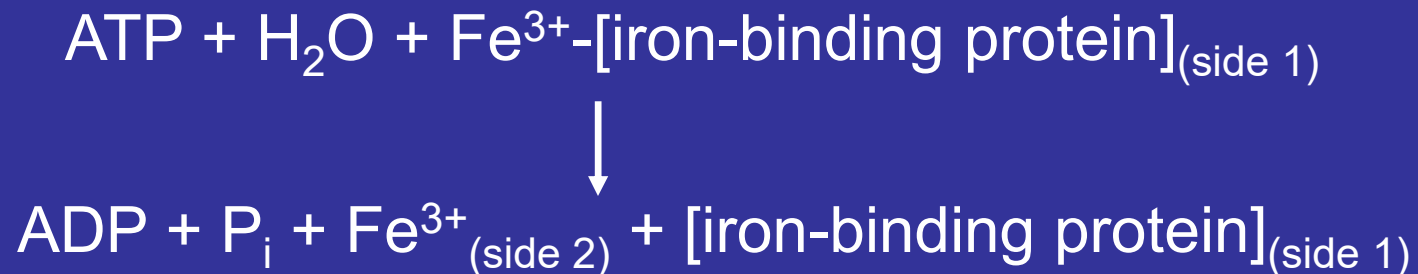 ATP + H₂O + Fe³⁺-[iron-binding protein]₍side 1₎
ADP + Pᵢ + Fe³⁺₍side 2₎ + [iron-binding protein]₍side 1₎